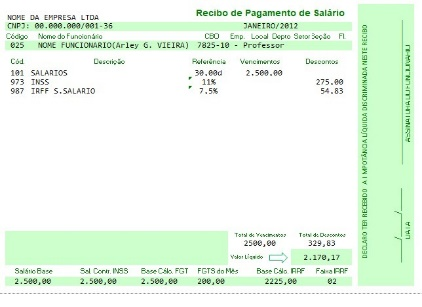 NOME DA EMPRESA LTDA
Recibo de Pagamento de Salário
CNPJ: 00.000.000/001-36
JANEIRO/2012
Código Nome do Funcionário CBO Emp. Local Depto Setor Seção Fl.
025 NOME FUNCIONARIO(Arley G. VIEIRA) 7825-10 - Professor
Cód. Descrição Referência Vencimentos Descontos
101 SALARIOS 30.00d 2.500.00
973 INSS 11% 275.00
987 IRFF S.SALARIO 7.5% 54.83
Total de Vencimentos Total de Descontos
2500,00 329,83
Valor Líquido 2.170,17
Salário Base Sal. Contr. INSS Base Cálc. FGT FGTS do Mês Base Cálc. IRRF Faixa IRRF
2.500.00 2.500.00 2.500.00 200,00 2225,00 02
DECLARO TER RECEBIDO A IMPOTÂNCIA LÍQUIDA DISCRIMINADA NESTE RECIBO
ASSINATURA DO FUNCIONÁRIO
DATA